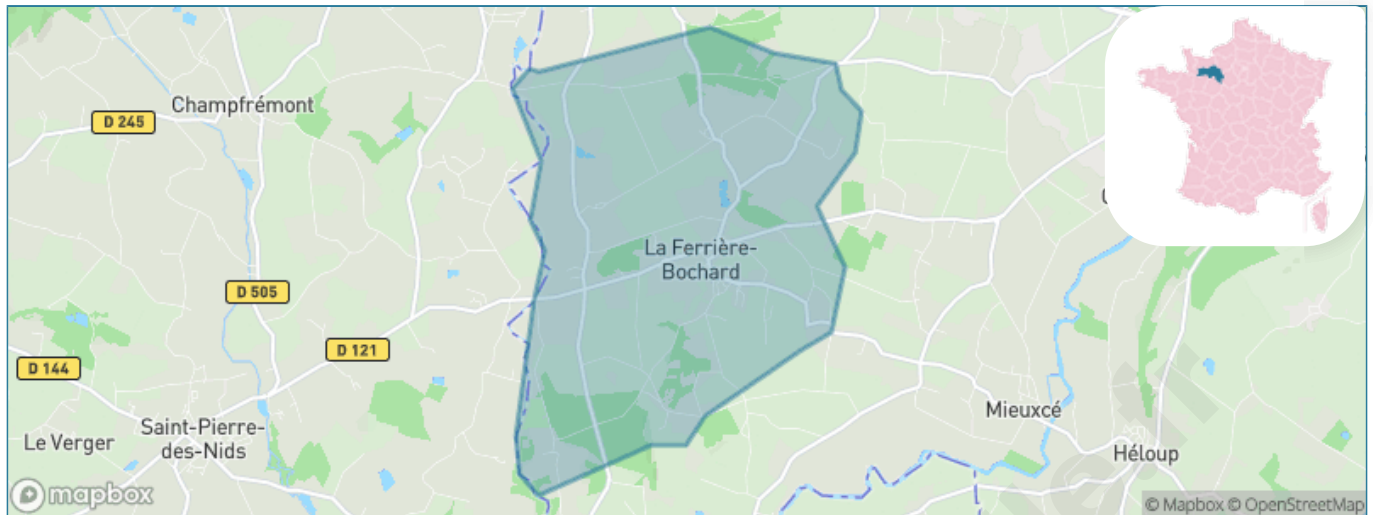 Champfrémont
D 245
La Ferrière-
Bochard
D 505
D 121
D 144
Saint-Pierre-
des-Nids
Le Verger
Mieuxcé
Héloup
mapbox
© Mapbox © OpenStreetMap